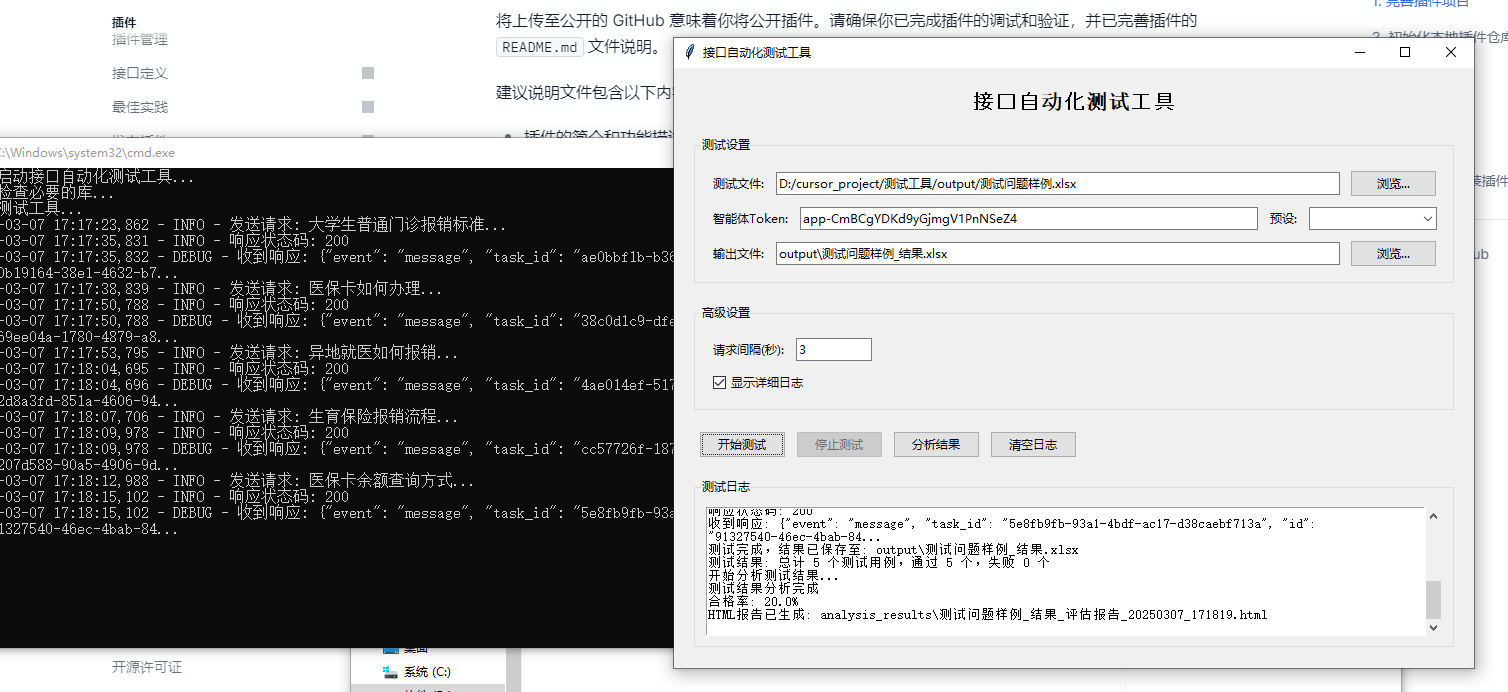 插件
插件管理
接口定义
最佳实践
开源许可证
将上传至公开的 GitHub 意味着你将公开插件。请确保你已完成插件的调试和验证，并已完善插件的
README.md 文件说明。
建议说明文件包含以下内
插件的简介和功能描
1. 完善插件项目
2. 初始化本地插件仓库
装插件
ub
C:\Windows\system32\cmd.exe
启动接口自动化测试工具...
检查必要的库...
测试工具...
-03-07 17:17:23,862 - INFO - 发送请求: 大学生普通门诊报销标准...
-03-07 17:17:35,831 - INFO - 响应状态码: 200
-03-07 17:17:35,832 - DEBUG - 收到响应: {"event": "message", "task_id": "ae0bbf1b-b36
0b19164-38e1-4632-b7...
-03-07 17:17:38,839 - INFO - 发送请求: 医保卡如何办理...
-03-07 17:17:50,788 - INFO - 响应状态码: 200
-03-07 17:17:50,788 - DEBUG - 收到响应: {"event": "message", "task_id": "38c0d1c9-dfe
69ee04a-1780-4879-a8...
-03-07 17:17:53,795 - INFO - 发送请求: 异地就医如何报销...
-03-07 17:18:04,695 - INFO - 响应状态码: 200
-03-07 17:18:04,696 - DEBUG - 收到响应: {"event": "message", "task_id": "4ae014ef-517
2d8a3fd-851a-4606-94...
-03-07 17:18:07,706 - INFO - 发送请求: 生育保险报销流程...
-03-07 17:18:09,978 - INFO - 响应状态码: 200
-03-07 17:18:09,978 - DEBUG - 收到响应: {"event": "message", "task_id": "cc57726f-187
207d588-90a5-4906-9d...
-03-07 17:18:12,988 - INFO - 发送请求: 医保卡余额查询方式...
-03-07 17:18:15,102 - INFO - 响应状态码: 200
-03-07 17:18:15,102 - DEBUG - 收到响应: {"event": "message", "task_id": "5e8fb9fb-93a
91327540-46ec-4bab-84...
桌面
系统 (C:)
接口自动化测试工具
接口自动化测试工具
测试设置
测试文件: D:/cursor_project/测试工具/output/测试问题样例.xlsx 浏览...
智能体Token: app-CmBCgYDKd9yGjmgV1PnNSeZ4 预设:
输出文件: output\测试问题样例_结果.xlsx 浏览...
高级设置
请求间隔(秒): 3
显示详细日志
开始测试 停止测试 分析结果 清空日志
测试日志
响应状态码: 200
收到响应: {"event": "message", "task_id": "5e8fb9fb-93a1-4bdf-ac17-d38caebf713a", "id":
"91327540-46ec-4bab-84...
测试完成，结果已保存至: output\测试问题样例_结果.xlsx
测试结果: 总计 5 个测试用例，通过 5 个，失败 0 个
开始分析测试结果...
测试结果分析完成
合格率: 20.0%
HTML报告已生成: analysis_results\测试问题样例_结果_评估报告_20250307_171819.html